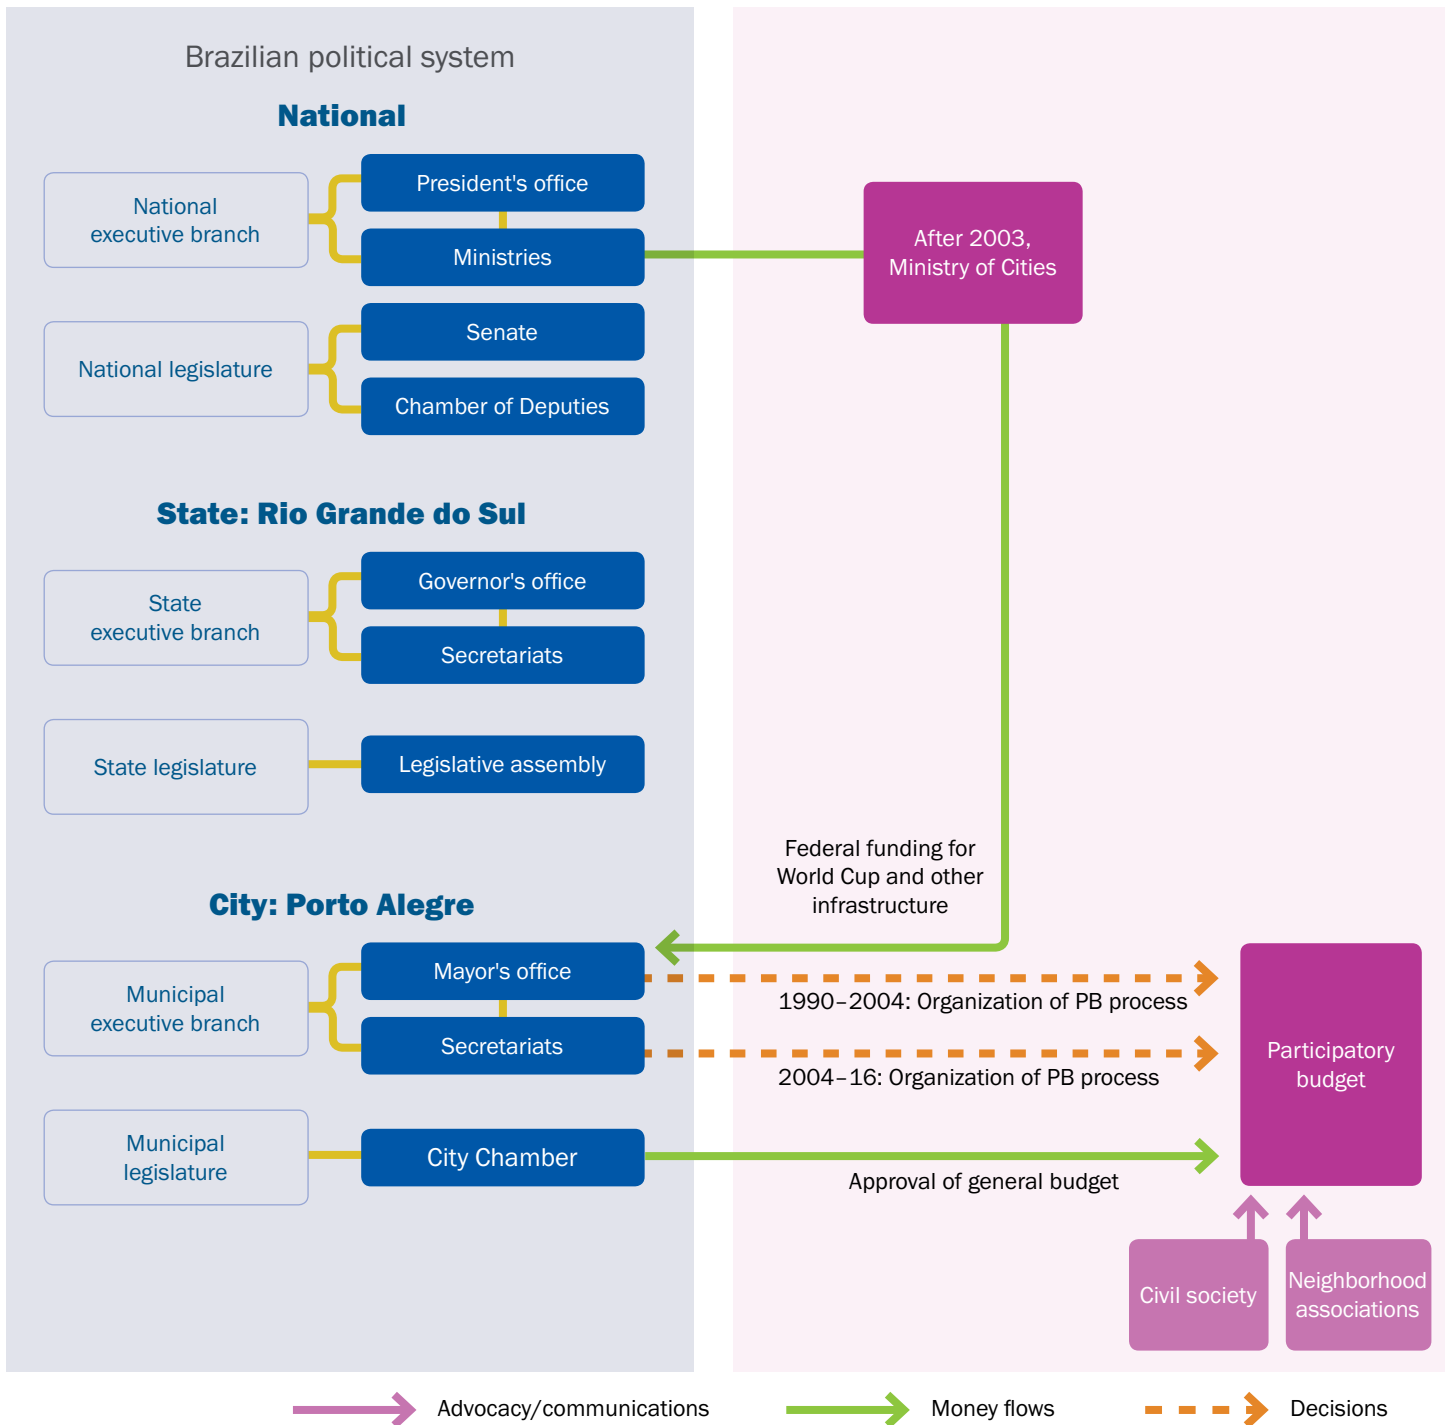 Brazilian political system
National
National
executive branch
President's office
Ministries
After 2003,
Ministry of Cities
National legislature
Senate
Chamber of Deputies
State: Rio Grande do Sul
State
executive branch
Governor's office
Secretariats
State legislature
Legislative assembly
Federal funding for
World Cup and other
infrastructure
City: Porto Alegre
Municipal
executive branch
Mayor's office
Secretariats
1990–2004: Organization of PB process
2004–16: Organization of PB process
Participatory
budget
Municipal
legislature
City Chamber
Approval of general budget
Civil society
Neighborhood
associations
Advocacy/communications
Money flows
Decisions